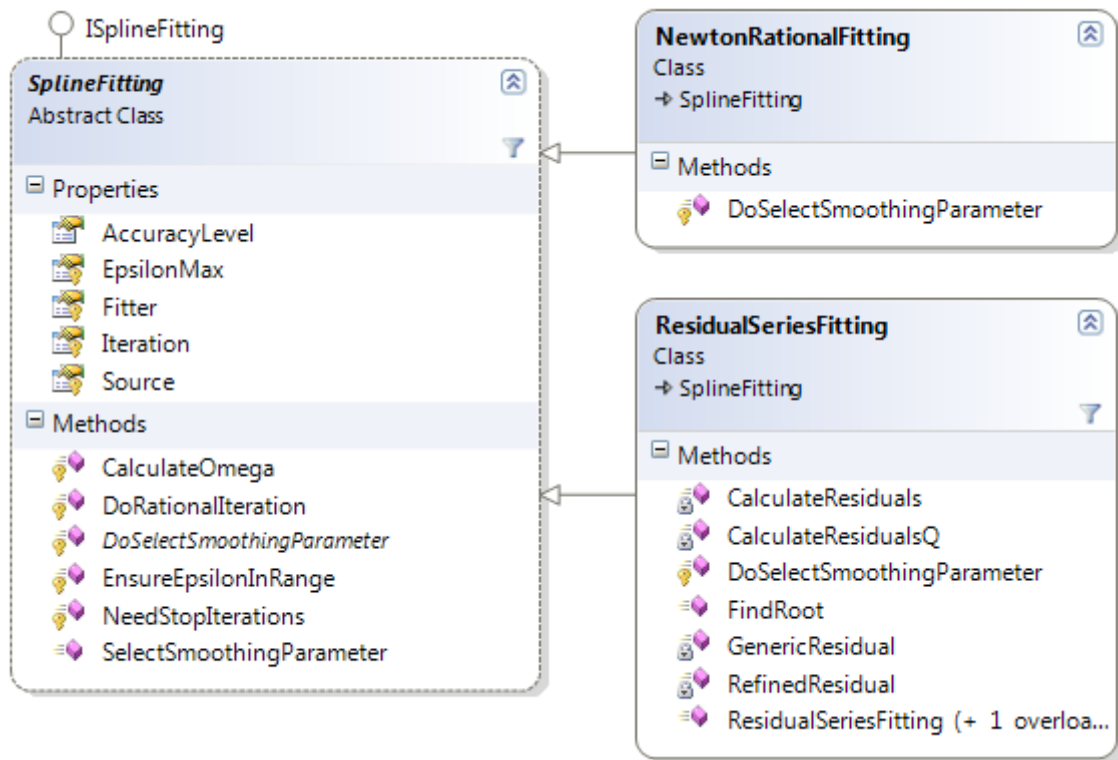 ISplineFitting
SplineFitting
Abstract Class
Properties
AccuracyLevel
EpsilonMax
Fitter
Iteration
Source
Methods
CalculateOmega
DoRationalIteration
DoSelectSmoothingParameter
EnsureEpsilonInRange
NeedStopIterations
SelectSmoothingParameter
NewtonRationalFitting
Class
SplineFitting
Methods
DoSelectSmoothingParameter
ResidualSeriesFitting
Class
SplineFitting
Methods
CalculateResiduals
CalculateResidualsQ
DoSelectSmoothingParameter
FindRoot
GenericResidual
RefinedResidual
ResidualSeriesFitting (+ 1 overloa...